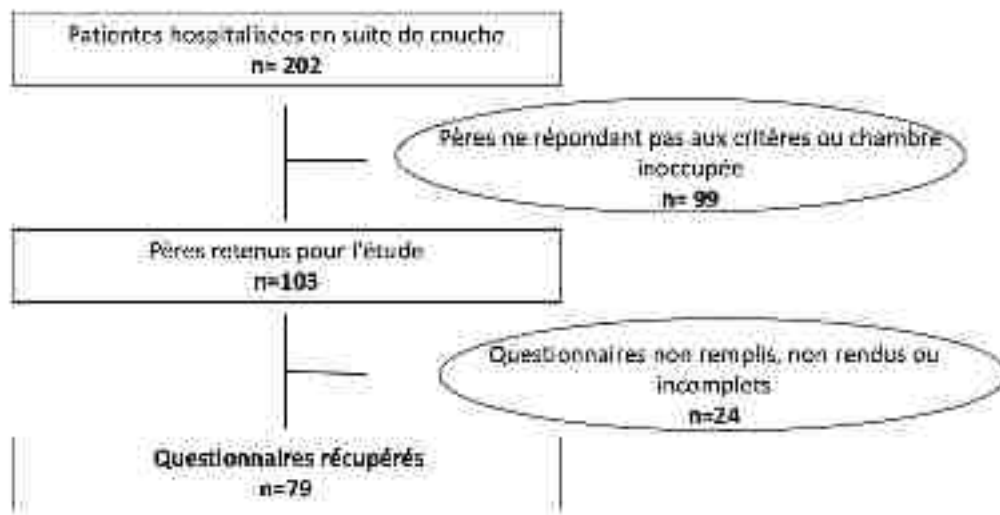 Patientes hospitalisées en suite de couche
n= 202
Pères ne répondant pas aux critères ou chambre
inoccupée
n= 99
Pères retenus pour l'étude
n=103
Questionnaires non remplis, non rendus ou
incomplets
n=24
Questionnaires récupérés
n=79